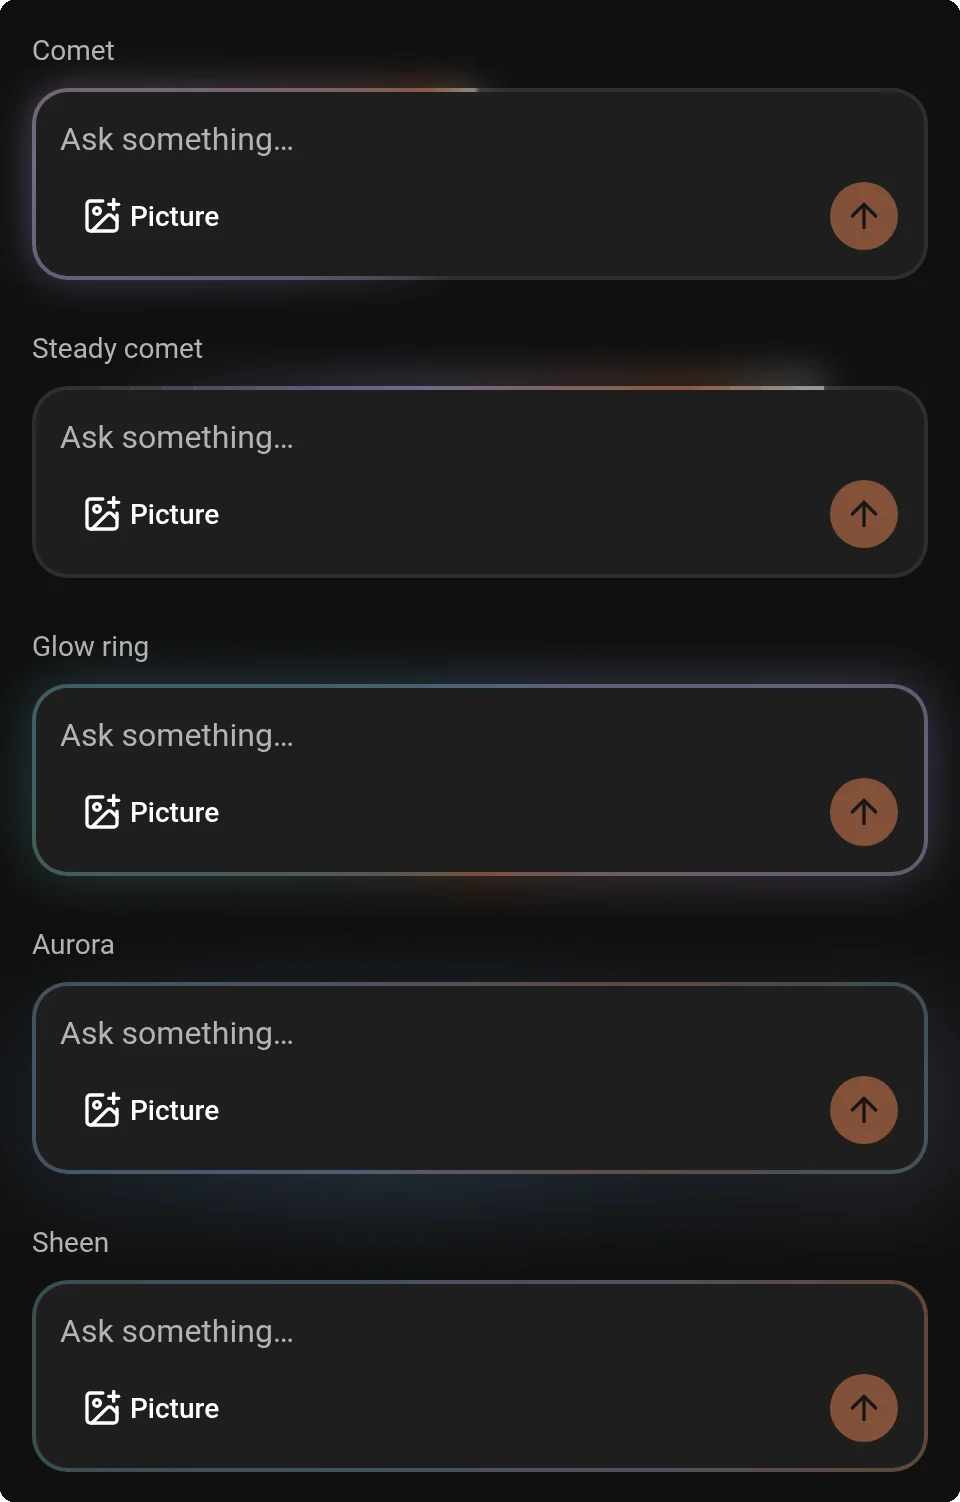 Comet
Ask something…
Picture
Steady comet
Ask something…
Picture
Glow ring
Ask something…
Picture
Aurora
Ask something…
Picture
Sheen
Ask something…
Picture